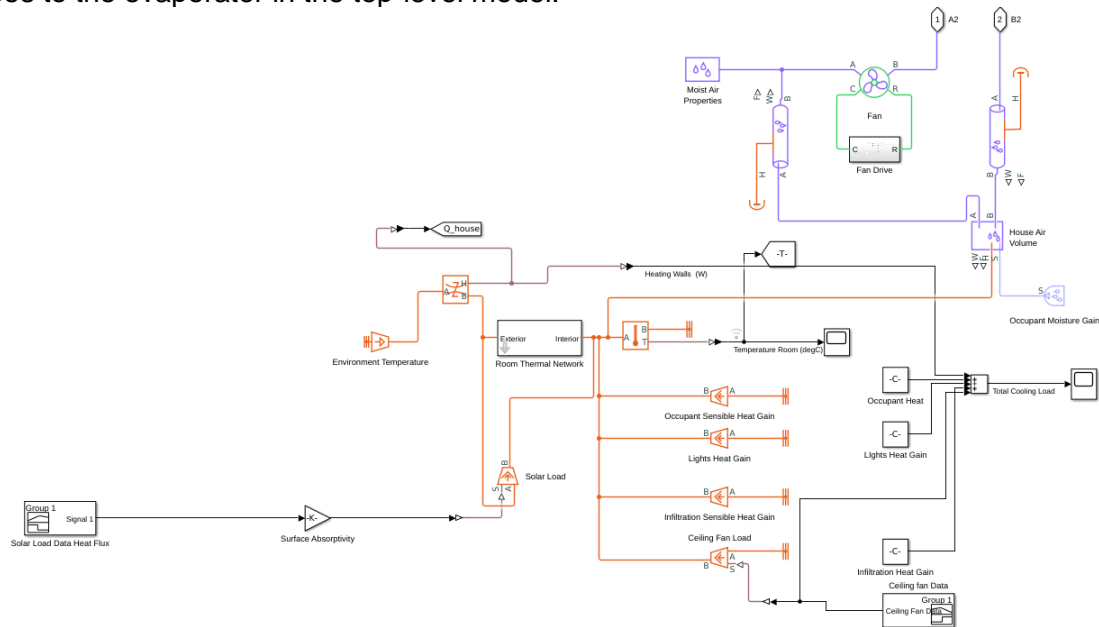 to the evaporator in the top level model.
1
A2
2
B2
A
B
Moist Air
Properties
F
W
B
C
R
Fan
A
H
C
R
Fan Drive
H
A
B
W
F
A
B
House Air
Volume
Q_house
-T-
W
F
H
S
Heating Walls (W)
A
H
B
S
Occupant Moisture Gain
Environment Temperature
Exterior
Interior
Room Thermal Network
A
B
T
Temperature Room (degC)
-C-
Occupant Heat
Total Cooling Load
B
A
Occupant Sensible Heat Gain
-C-
LIghts Heat Gain
B
A
Lights Heat Gain
B
Solar Load
S
A
B
A
Infiltration Sensible Heat Gain
Group 1
Signal 1
Solar Load Data Heat Flux
-K-
Surface Absorptivity
Ceiling Fan Load
A
B
S
-C-
Infiltration Heat Gain
Ceiling fan Data
Group 1
Ceiling Fan Data